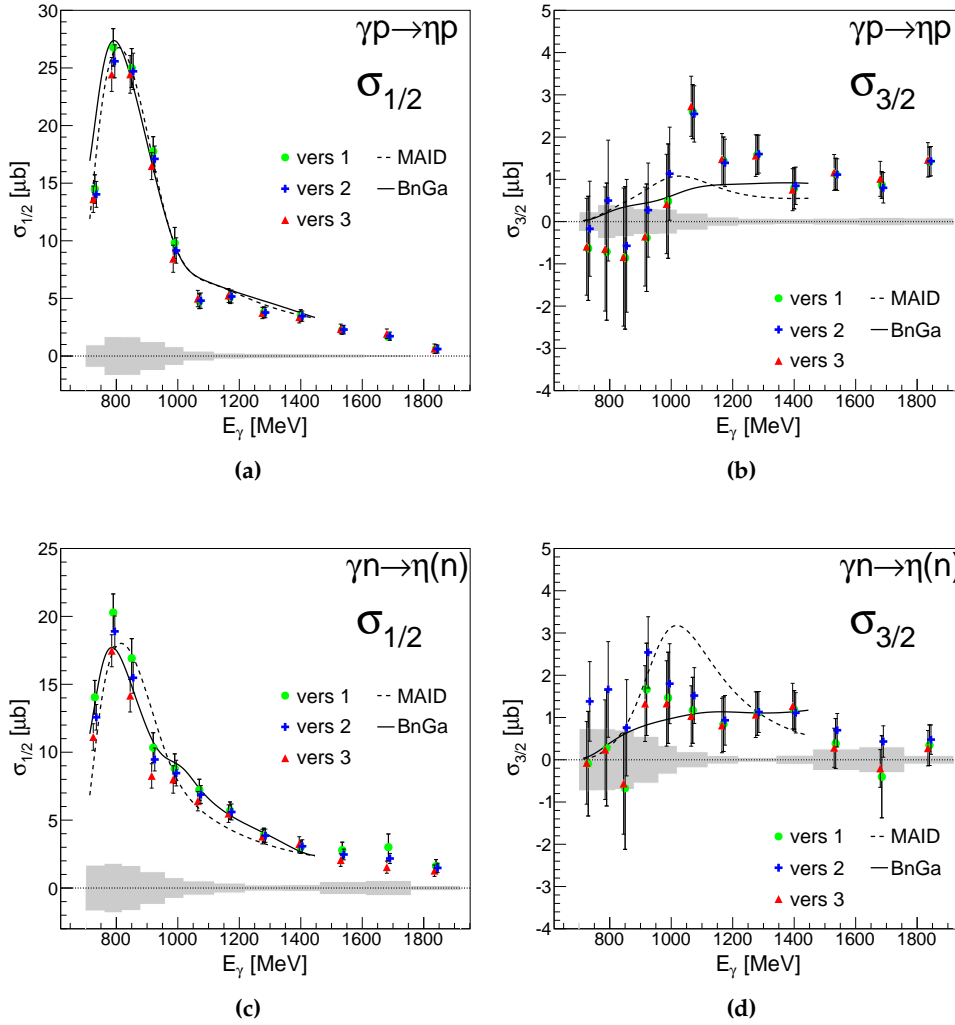 γp→ηp
σ1/2
vers 1
MAID
vers 2
BnGa
vers 3
σ1/2 [μb]
30
25
20
15
10
5
0
800 1000 1200 1400 1600 1800
Eγ [MeV]
(a)
γp→ηp
σ3/2
σ3/2 [μb]
5
4
3
2
1
0
-1
-2
-3
-4
vers 1
MAID
vers 2
BnGa
vers 3
800 1000 1200 1400 1600 1800
Eγ [MeV]
(b)
γn→η(n)
σ1/2
vers 1
MAID
vers 2
BnGa
vers 3
σ1/2 [μb]
25
20
15
10
5
0
800 1000 1200 1400 1600 1800
Eγ [MeV]
(c)
γn→η(n)
σ3/2
σ3/2 [μb]
5
4
3
2
1
0
-1
-2
-3
-4
vers 1
MAID
vers 2
BnGa
vers 3
800 1000 1200 1400 1600 1800
Eγ [MeV]
(d)